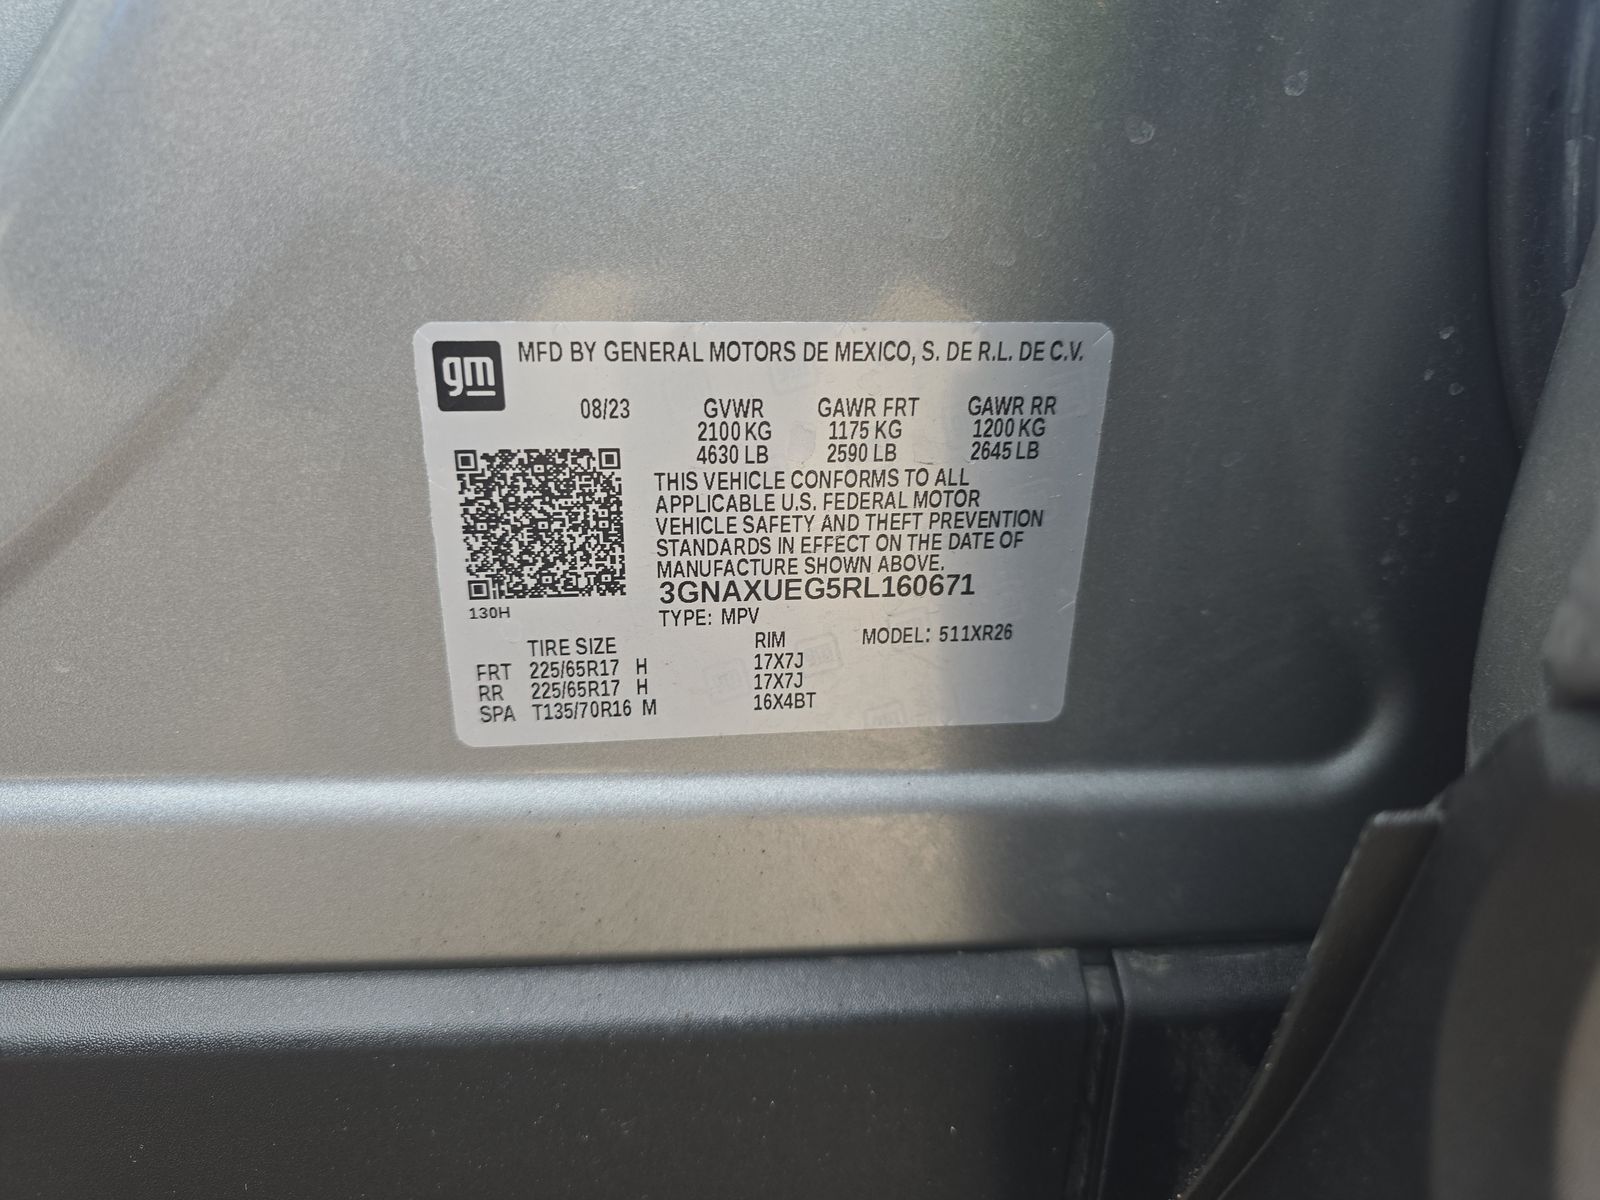 gm
MFD BY GENERAL MOTORS DE MEXICO, S. DE R.L. DE C.V.
08/23 GVWR GAWR FRT GAWR RR
2100 KG 1175 KG 1200 KG
4630 LB 2590 LB 2645 LB
THIS VEHICLE CONFORMS TO ALL
APPLICABLE U.S. FEDERAL MOTOR
VEHICLE SAFETY AND THEFT PREVENTION
STANDARDS IN EFFECT ON THE DATE OF
MANUFACTURE SHOWN ABOVE.
3GNAXUEG5RL160671
130H
TYPE: MPV
TIRE SIZE RIM MODEL: 511XR26
FRT 225/65R17 H 17X7J
RR 225/65R17 H 17X7J
SPA T135/70R16 M 16X4BT